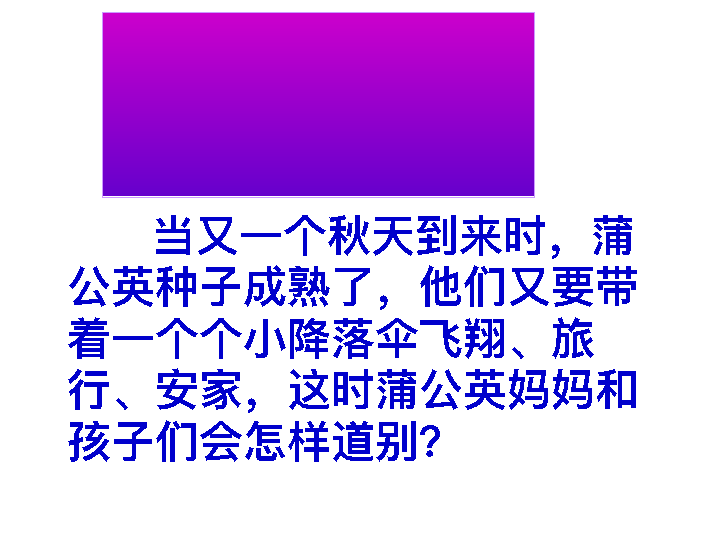 当又一个秋天到来时，蒲
公英种子成熟了，他们又要带
着一个个小降落伞飞翔、旅
行、安家，这时蒲公英妈妈和
孩子们会怎样道别？